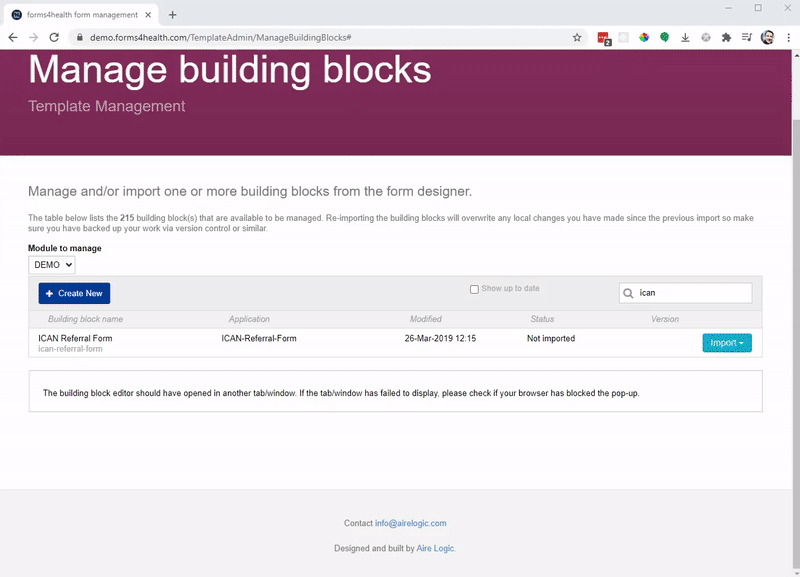 forms4health form management
demo.forms4health.com/TemplateAdmin/ManageBuildingBlocks#
2
Manage building blocks
Template Management
Manage and/or import one or more building blocks from the form designer.
The table below lists the 215 building block(s) that are available to be managed. Re-importing the building blocks will overwrite any local changes you have made since the previous import so make
sure you have backed up your work via version control or similar.
Module to manage
DEMO
+ Create New
Show up to date
ican
Building block name Application Modified Status Version
ICAN Referral Form ICAN-Referral-Form 26-Mar-2019 12:15 Not imported Import
ican-referral-form
The building block editor should have opened in another tab/window. If the tab/window has failed to display, please check if your browser has blocked the pop-up.
Contact info@airelogic.com
Designed and built by Aire Logic.